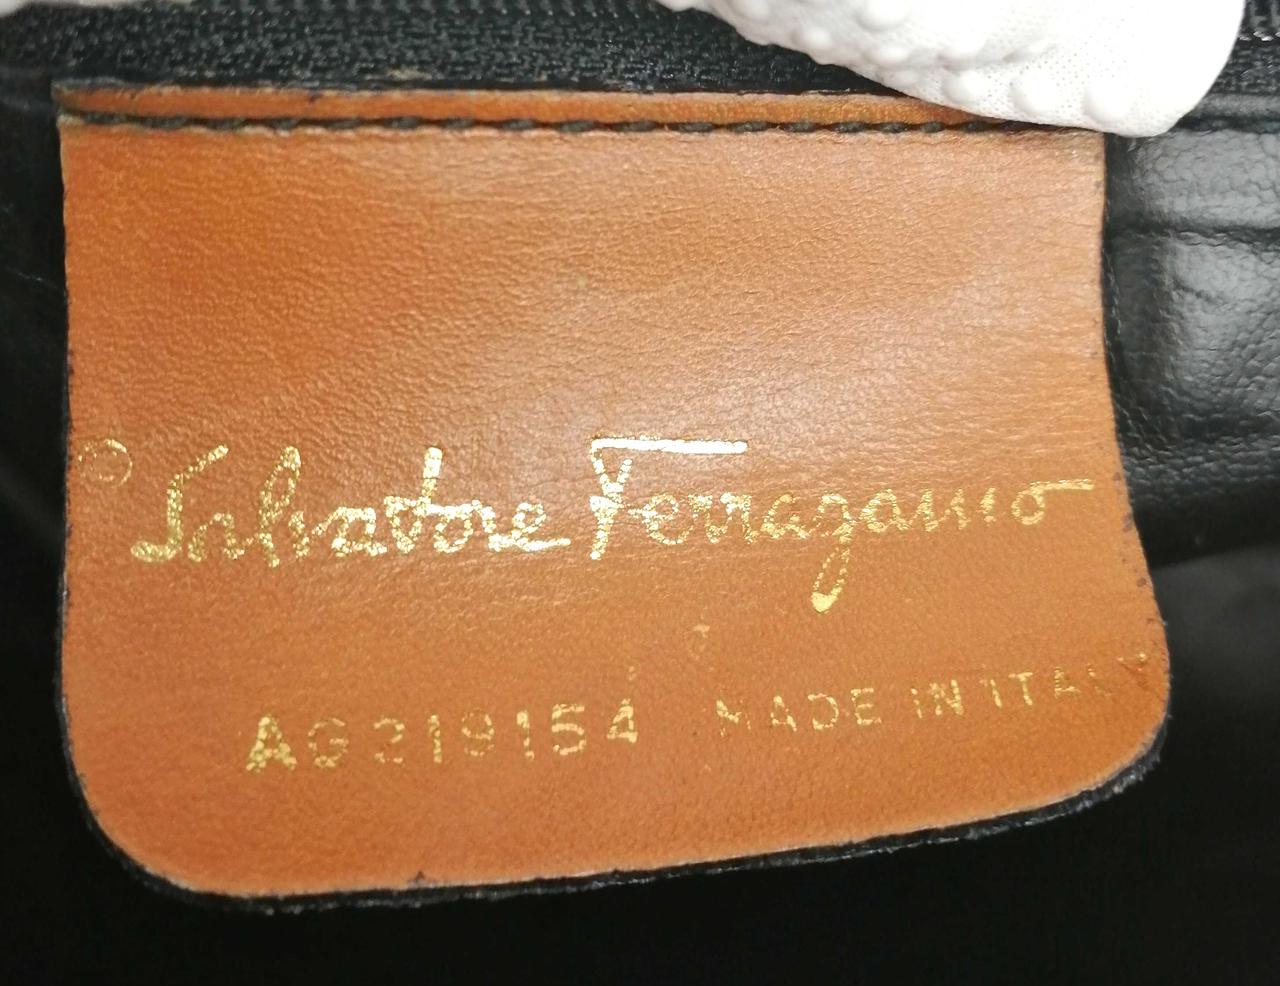 Salvatore Ferragamo
AG219154 MADE IN ITALY